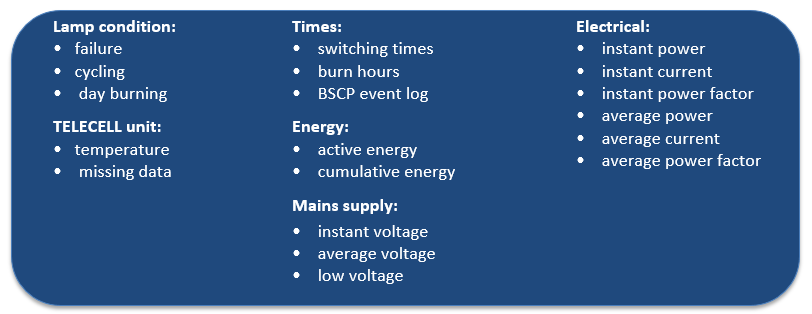 Lamp condition:
• failure
• cycling
• day burning
TELECELL unit:
• temperature
• missing data
Times:
• switching times
• burn hours
• BSCP event log
Energy:
• active energy
• cumulative energy
Mains supply:
• instant voltage
• average voltage
• low voltage
Electrical:
• instant power
• instant current
• instant power factor
• average power
• average current
• average power factor